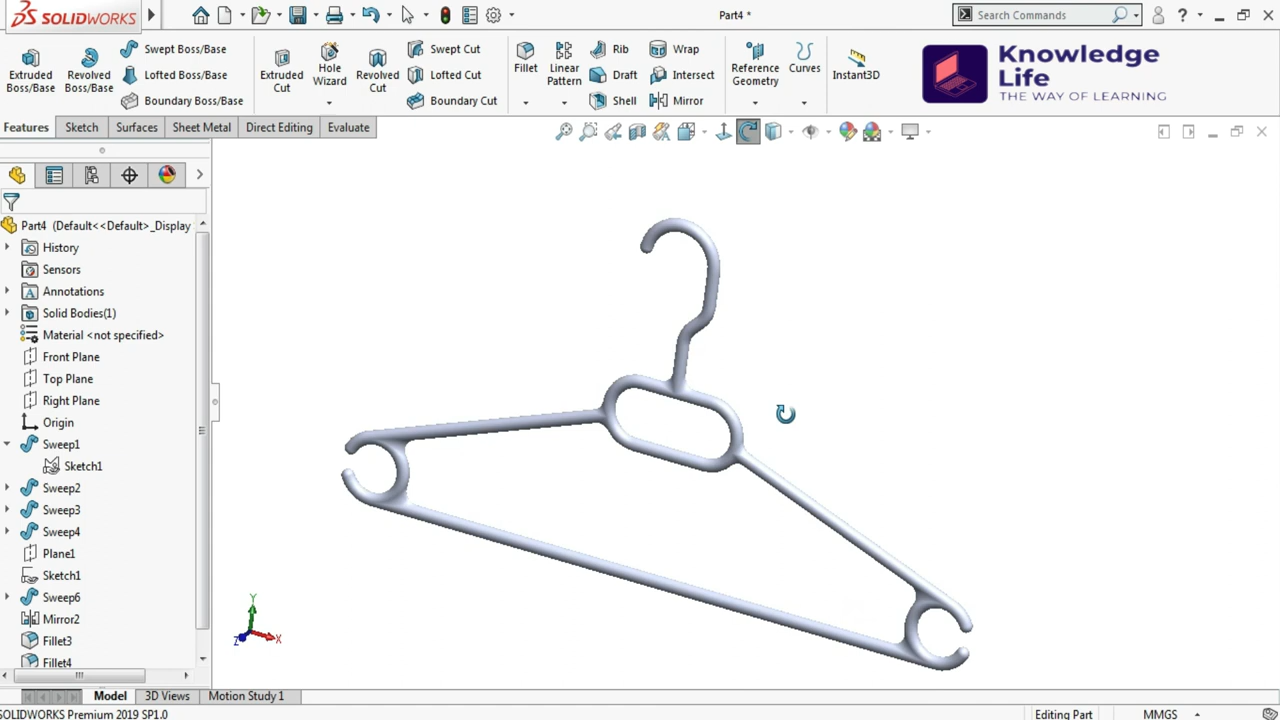 SOLIDWORKS
Part4 *
Search Commands
?
Extruded Boss/Base
Revolved Boss/Base
Swept Boss/Base
Lofted Boss/Base
Boundary Boss/Base
Extruded Cut
Hole Wizard
Revolved Cut
Swept Cut
Lofted Cut
Boundary Cut
Fillet
Linear Pattern
Rib
Draft
Shell
Wrap
Intersect
Mirror
Reference Geometry
Curves
Instant3D
Knowledge
Life
THE WAY OF LEARNING
Features
Sketch
Surfaces
Sheet Metal
Direct Editing
Evaluate
Part4 (Default<<Default>_Display
History
Sensors
Annotations
Solid Bodies(1)
Material <not specified>
Front Plane
Top Plane
Right Plane
Origin
Sweep1
Sketch1
Sweep2
Sweep3
Sweep4
Plane1
Sketch1
Sweep6
Mirror2
Fillet3
Fillet4
Y
Z
X
Model
3D Views
Motion Study 1
SOLIDWORKS Premium 2019 SP1.0
Editing Part
MMGS